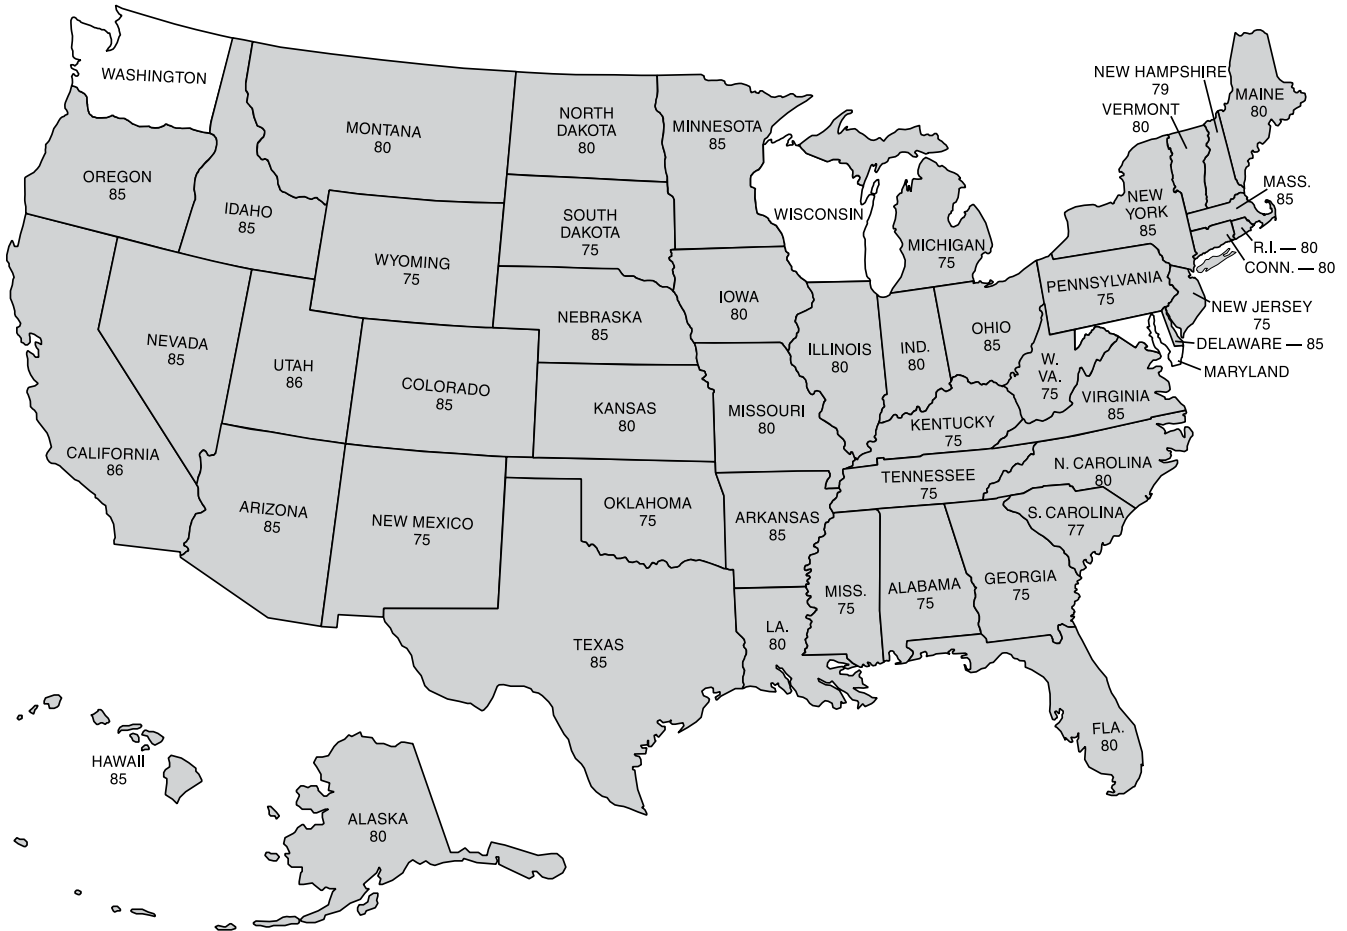 WASHINGTON
MONTANA
80
NORTH
DAKOTA
80
MINNESOTA
85
NEW HAMPSHIRE
79
VERMONT
80
MAINE
80
OREGON
85
IDAHO
85
SOUTH
DAKOTA
75
WISCONSIN
MICHIGAN
75
NEW
YORK
85
MASS.
85
R.I. — 80
CONN. — 80
WYOMING
75
IOWA
80
PENNSYLVANIA
75
NEW JERSEY
75
NEBRASKA
85
OHIO
85
DELAWARE — 85
NEVADA
85
UTAH
86
ILLINOIS
80
IND.
80
W.
VA.
75
MARYLAND
COLORADO
85
KANSAS
80
MISSOURI
80
KENTUCKY
75
VIRGINIA
85
CALIFORNIA
86
TENNESSEE
75
N. CAROLINA
80
ARIZONA
85
NEW MEXICO
75
OKLAHOMA
75
ARKANSAS
85
S. CAROLINA
77
MISS.
75
ALABAMA
75
GEORGIA
75
TEXAS
85
LA.
80
FLA.
80
HAWAII
85
ALASKA
80